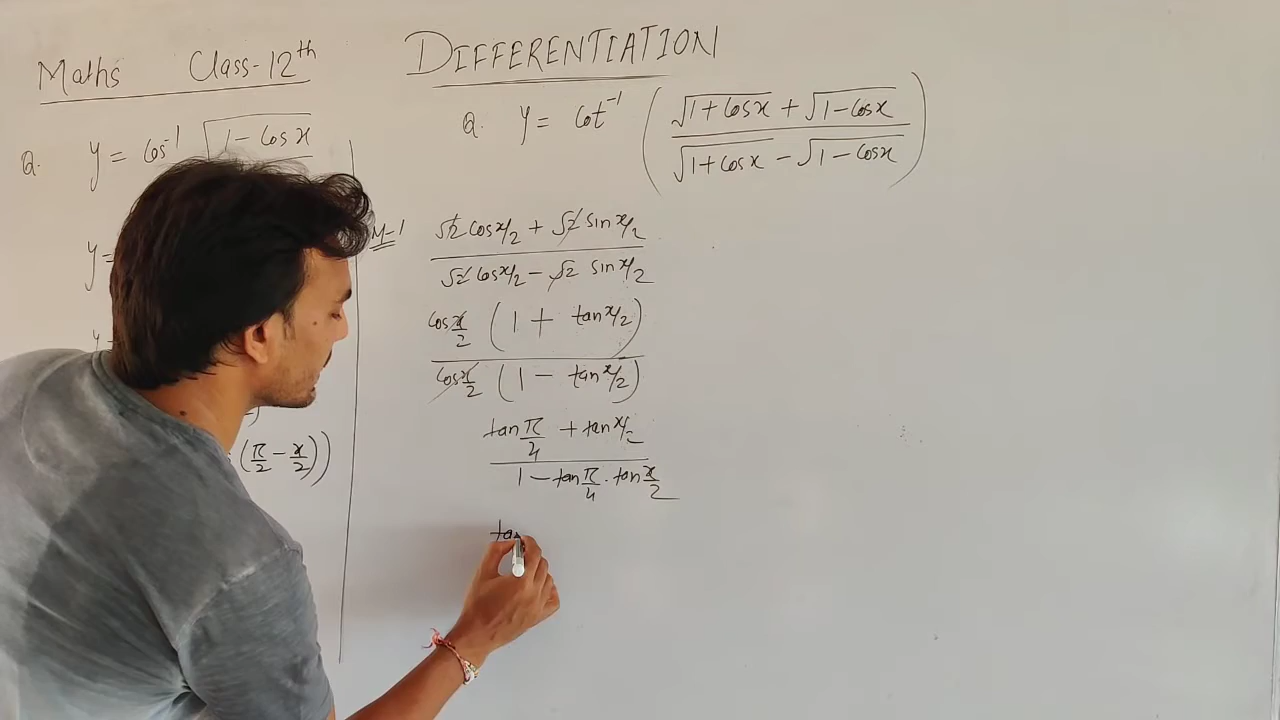 Maths Class-12th
DIFFERENTIATION
Q. y = cos⁻¹ √1 - cos x
y =
y
(π/2 - x/2))
Q. y = cot⁻¹ ( (√1 + cos x + √1 - cos x) / (√1 + cos x - √1 - cos x) )
M-1
√2 cos x/2 + √2 sin x/2
√2 cos x/2 - √2 sin x/2
cos x/2 ( 1 + tan x/2 )
cos x/2 ( 1 - tan x/2 )
tan π/4 + tan x/2
1 - tan π/4 . tan x/2
ta